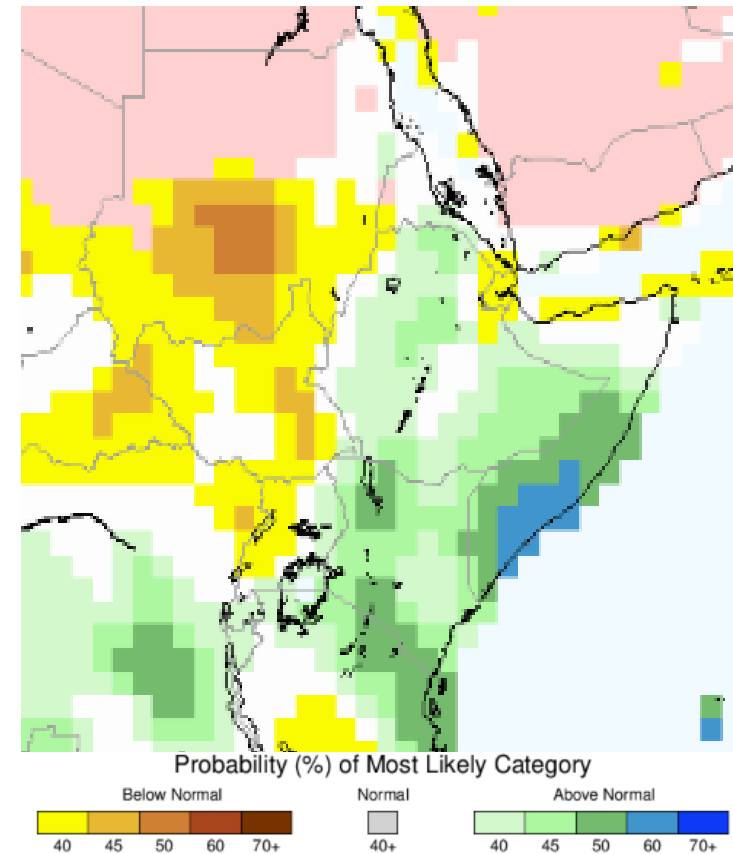 Probability (%) of Most Likely Category
Below Normal
Normal
Above Normal
40 45 50 60 70+
40+
40 45 50 60 70+